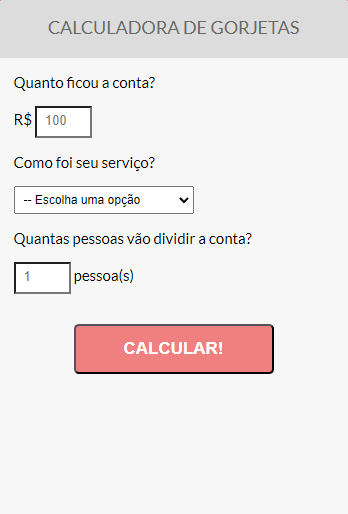 CALCULADORA DE GORJETAS
Quanto ficou a conta?
R$ 100
Como foi seu serviço?
-- Escolha uma opção
Quantas pessoas vão dividir a conta?
1 pessoa(s)
CALCULAR!